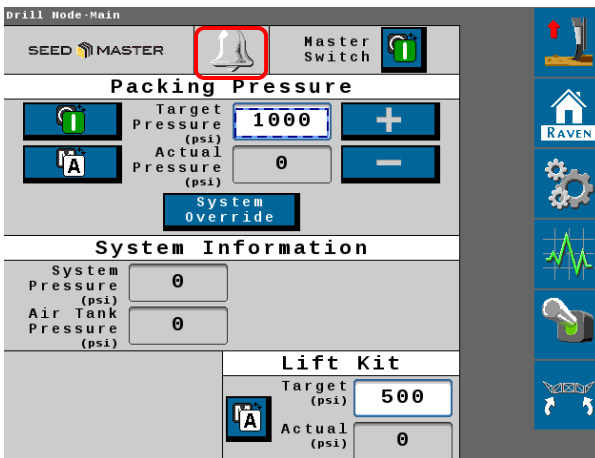 Drill Node-Main
SEED MASTER
Master
Switch
Packing Pressure
Target
Pressure
(psi)
1000
Actual
Pressure
(psi)
0
A
System
Override
System Information
System
Pressure
(psi)
0
Air Tank
Pressure
(psi)
0
Lift Kit
Target
(psi)
500
A
Actual
(psi)
0
RAVEN